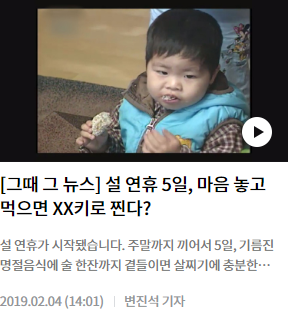 [그때 그 뉴스] 설 연휴 5일, 마음 놓고
먹으면 XX키로 찐다?
설 연휴가 시작됐습니다. 주말까지 끼어서 5일, 기름진
명절음식에 술 한잔까지 곁들이면 살찌기에 충분한…
2019.02.04 (14:01) | 변진석 기자